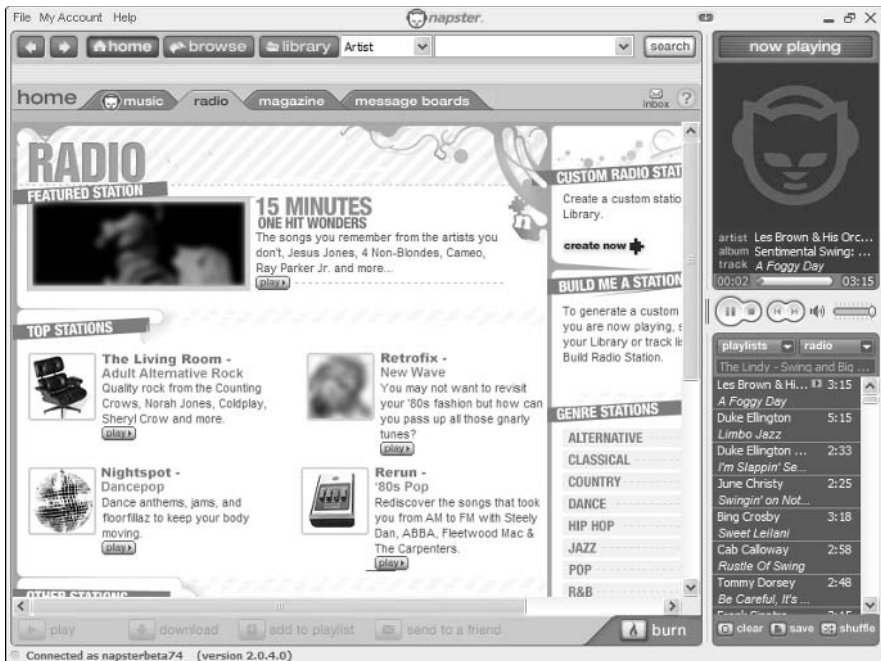 File My Account Help
napster.
home browse library Artist search
home music radio magazine message boards inbox ?
RADIO
FEATURED STATION
15 MINUTES
ONE HIT WONDERS
The songs you remember from the artists you
don't, Jesus Jones, 4 Non-Blondes, Cameo,
Ray Parker Jr. and more...
play
TOP STATIONS
The Living Room -
Adult Alternative Rock
Quality rock from the Counting
Crows, Norah Jones, Coldplay,
Sheryl Crow and more.
play
Retrofix -
New Wave
You may not want to revisit
your '80s fashion but how can
you pass up all those gnarly
tunes?
play
Nightspot -
Dancepop
Dance anthems, jams, and
floorfillaz to keep your body
moving.
play
Rerun -
'80s Pop
Rediscover the songs that took
you from AM to FM with Steely
Dan, ABBA, Fleetwood Mac &
The Carpenters.
play
OTHER STATIONS
CUSTOM RADIO STAT
Create a custom statio
Library.
create now
BUILD ME A STATION
To generate a custom
you are now playing, s
your Library or track lis
Build Radio Station.
GENRE STATIONS
ALTERNATIVE
CLASSICAL
COUNTRY
DANCE
HIP HOP
JAZZ
POP
R&B
play download add to playlist send to a friend burn
Connected as napsterbeta74 (version 2.0.4.0)
now playing
artist Les Brown & His Orc...
album Sentimental Swing: ...
track A Foggy Day
00:02 03:15
playlists radio
The Lindy - Swing and Big ...
Les Brown & Hi... 3:15
A Foggy Day
Duke Ellington 5:15
Limbo Jazz
Duke Ellington ... 2:33
I'm Slappin' Se...
June Christy 2:25
Swingin' on Not...
Bing Crosby 3:18
Sweet Leilani
Cab Calloway 2:58
Rustle Of Swing
Tommy Dorsey 2:48
Be Careful, It's ...
Frank Sinatra 3:15
clear save shuffle